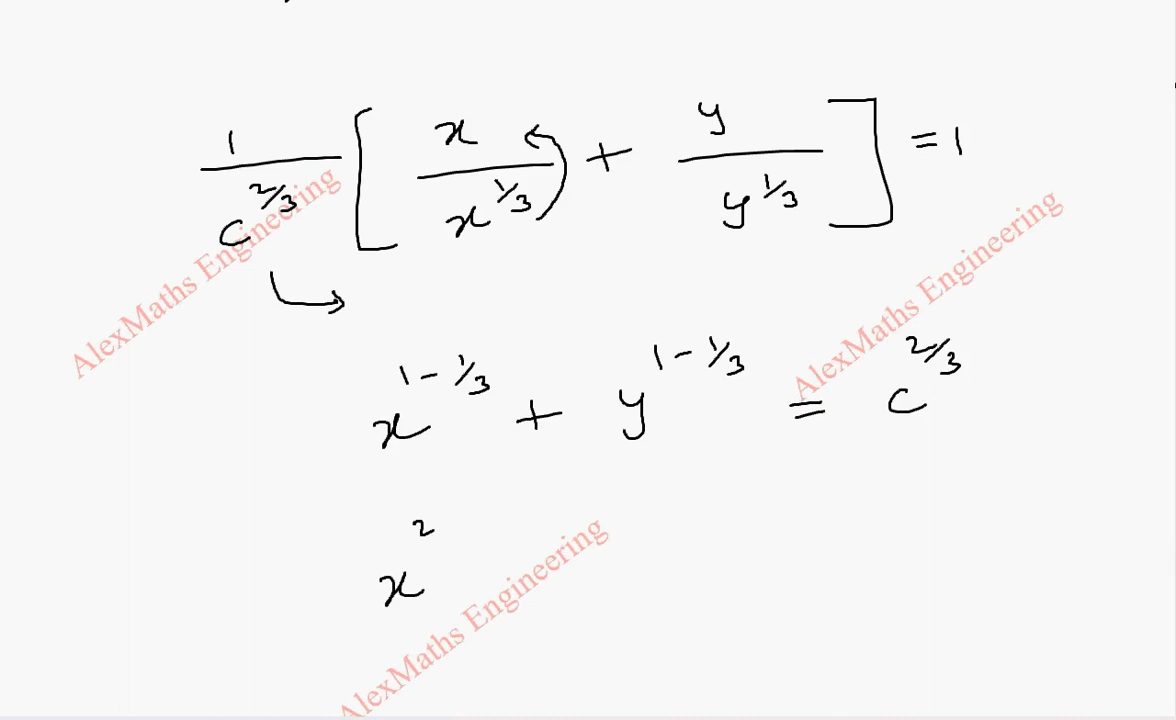 1/c^{2/3} [ x/x^{1/3} + y/y^{1/3} ] = 1
x^{1 - 1/3} + y^{1 - 1/3} = c^{2/3}
x^2
AlexMaths Engineering
AlexMaths Engineering
AlexMaths Engineering